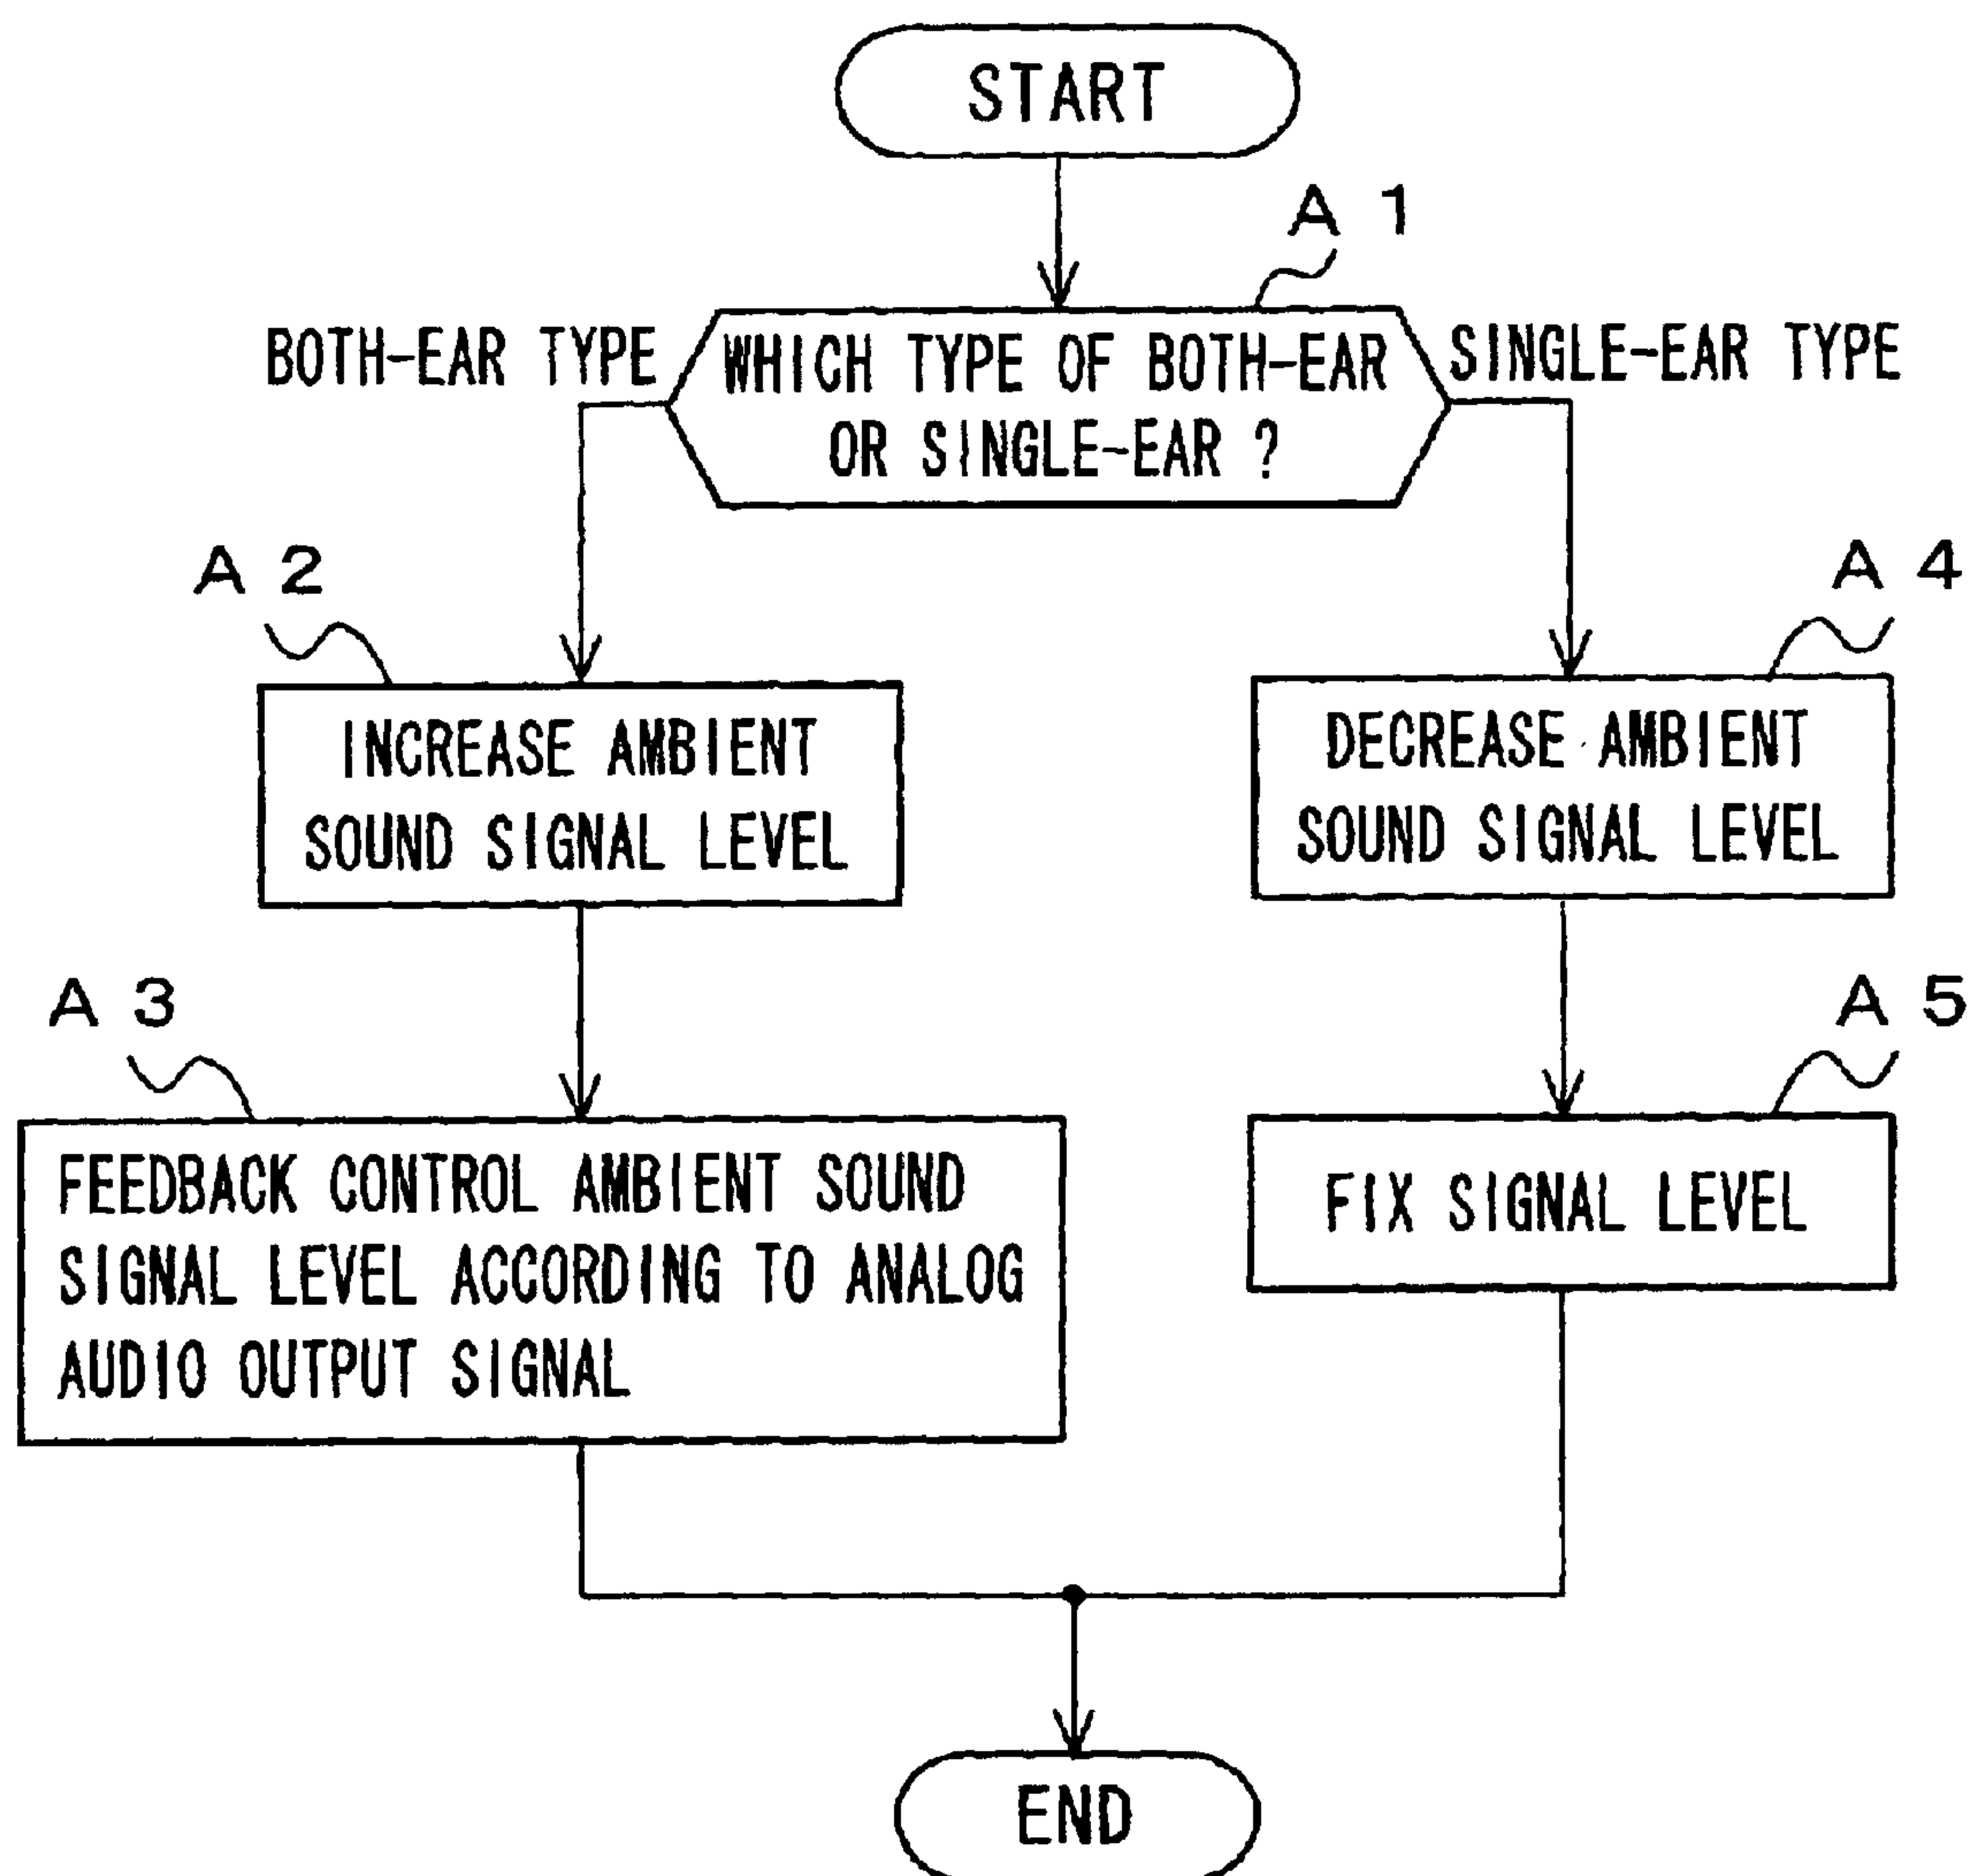 START
A 1
BOTH-EAR TYPE
WHICH TYPE OF BOTH-EAR
OR SINGLE-EAR ?
SINGLE-EAR TYPE
A 2
INCREASE AMBIENT
SOUND SIGNAL LEVEL
A 4
DECREASE AMBIENT
SOUND SIGNAL LEVEL
A 3
FEEDBACK CONTROL AMBIENT SOUND
SIGNAL LEVEL ACCORDING TO ANALOG
AUDIO OUTPUT SIGNAL
A 5
FIX SIGNAL LEVEL
END